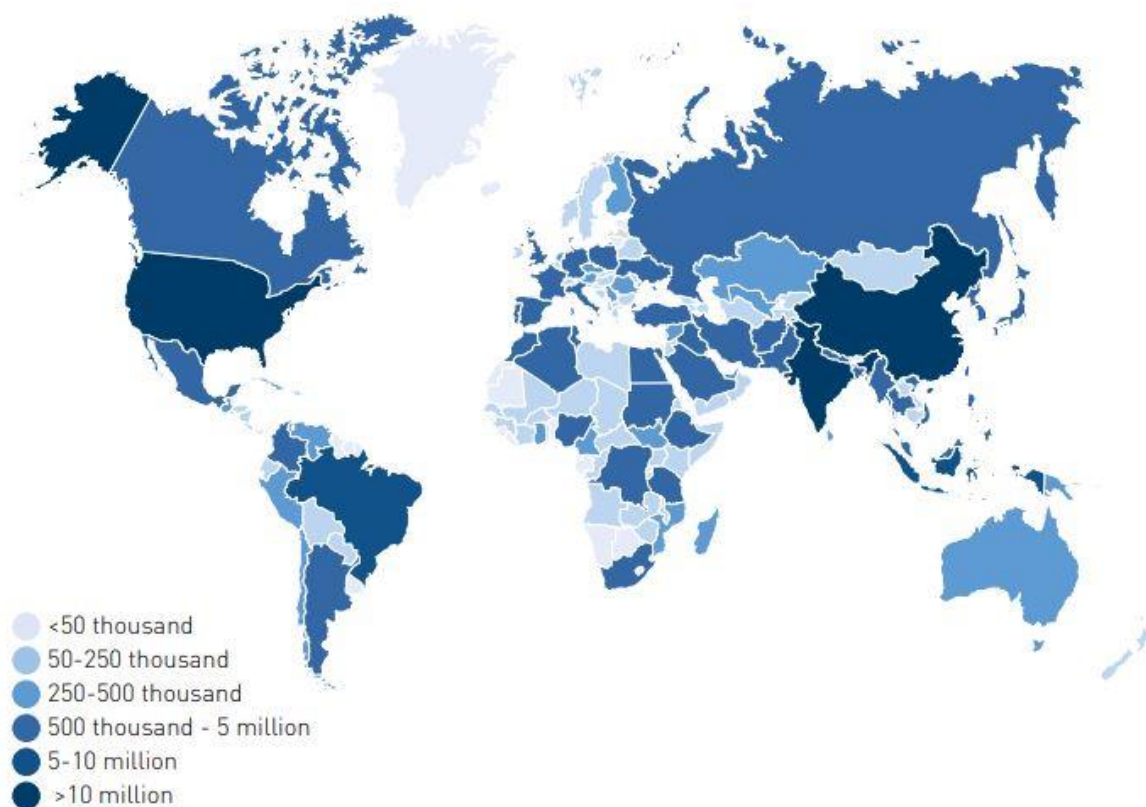 <50 thousand
50-250 thousand
250-500 thousand
500 thousand - 5 million
5-10 million
>10 million